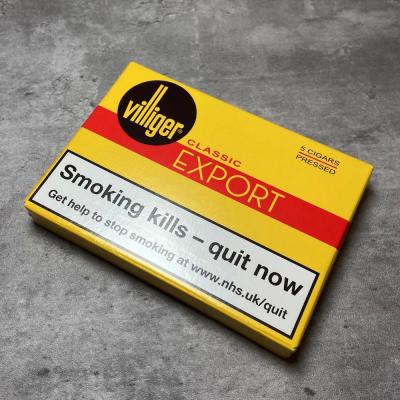 villiger®
CLASSIC
EXPORT
5 CIGARS
PRESSED
Smoking kills – quit now
Get help to stop smoking at www.nhs.uk/quit